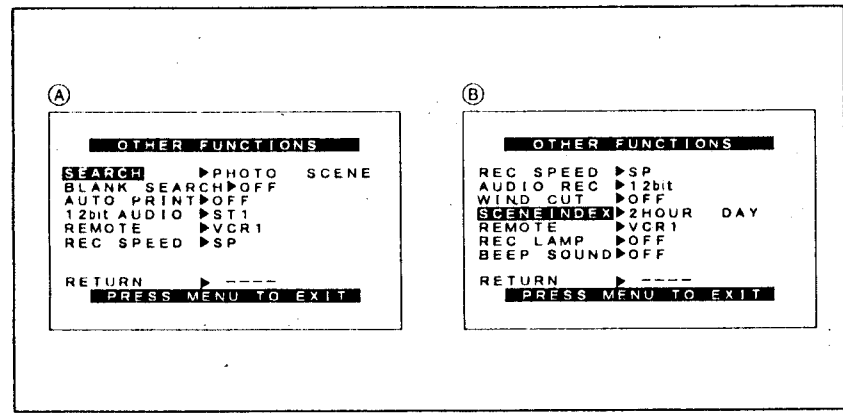 Ⓐ
OTHER FUNCTIONS
SEARCH ▶PHOTO SCENE
BLANK SEARCH▶OFF
AUTO PRINT▶OFF
12bit AUDIO ▶ST1
REMOTE ▶VCR1
REC SPEED ▶SP
RETURN ▶ ----
PRESS MENU TO EXIT
Ⓑ
OTHER FUNCTIONS
REC SPEED ▶SP
AUDIO REC ▶12bit
WIND CUT ▶OFF
SCENEINDEX▶2HOUR DAY
REMOTE ▶VCR1
REC LAMP ▶OFF
BEEP SOUND▶OFF
RETURN ▶ ----
PRESS MENU TO EXIT